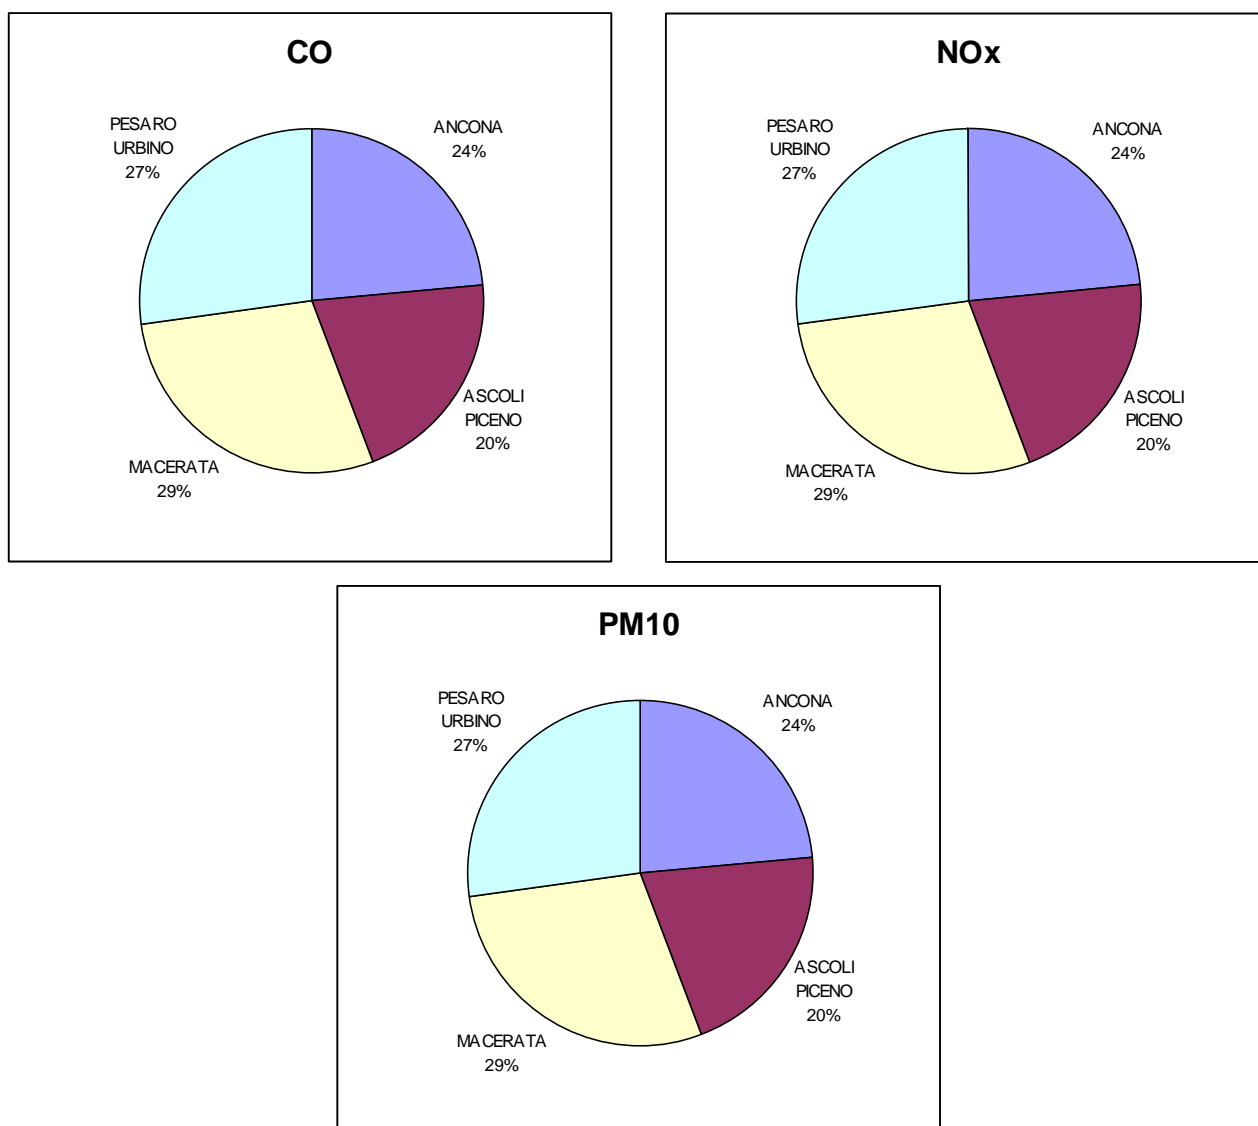 CO
PESARO
URBINO
27%
ANCONA
24%
ASCOLI
PICENO
20%
MACERATA
29%
NOx
PESARO
URBINO
27%
ANCONA
24%
ASCOLI
PICENO
20%
MACERATA
29%
PM10
PESARO
URBINO
27%
ANCONA
24%
ASCOLI
PICENO
20%
MACERATA
29%